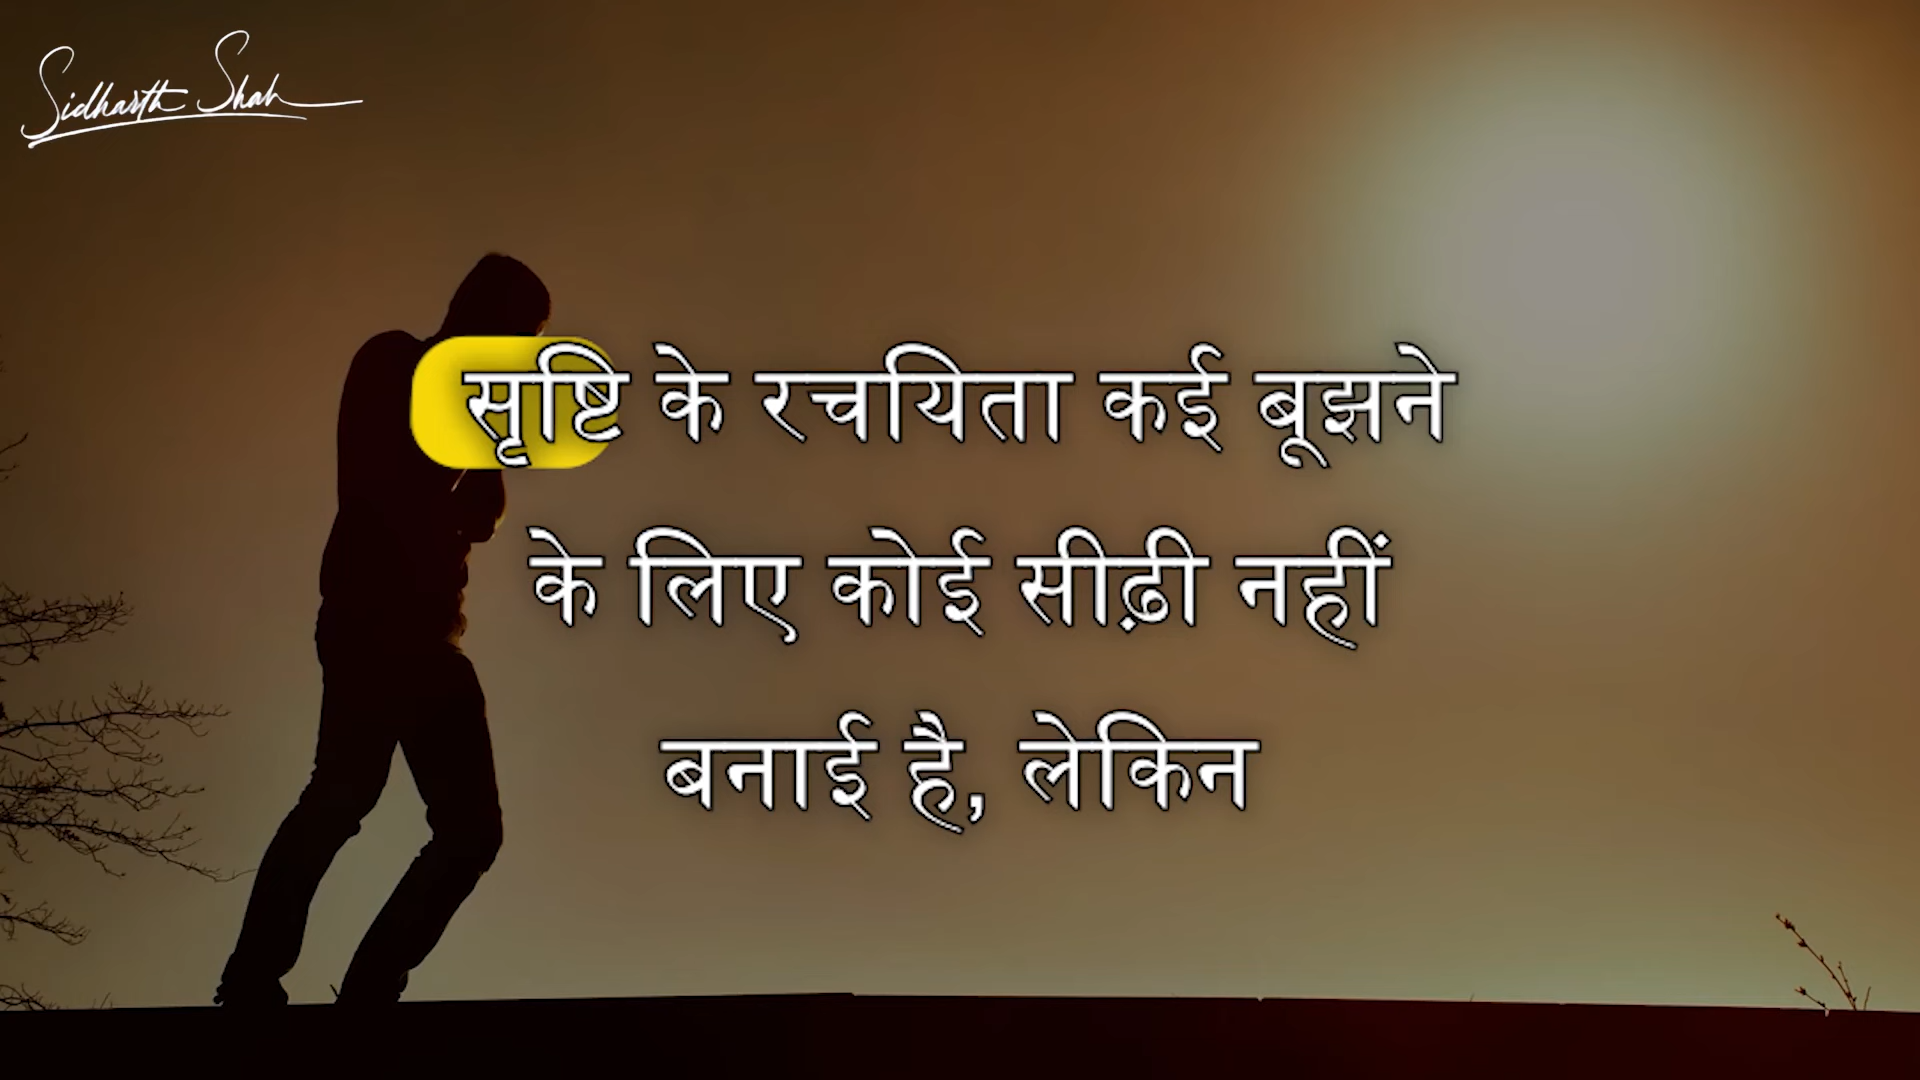 Sidharth Shah
सृष्टि के रचयिता कई बूझने
के लिए कोई सीढ़ी नहीं
बनाई है, लेकिन